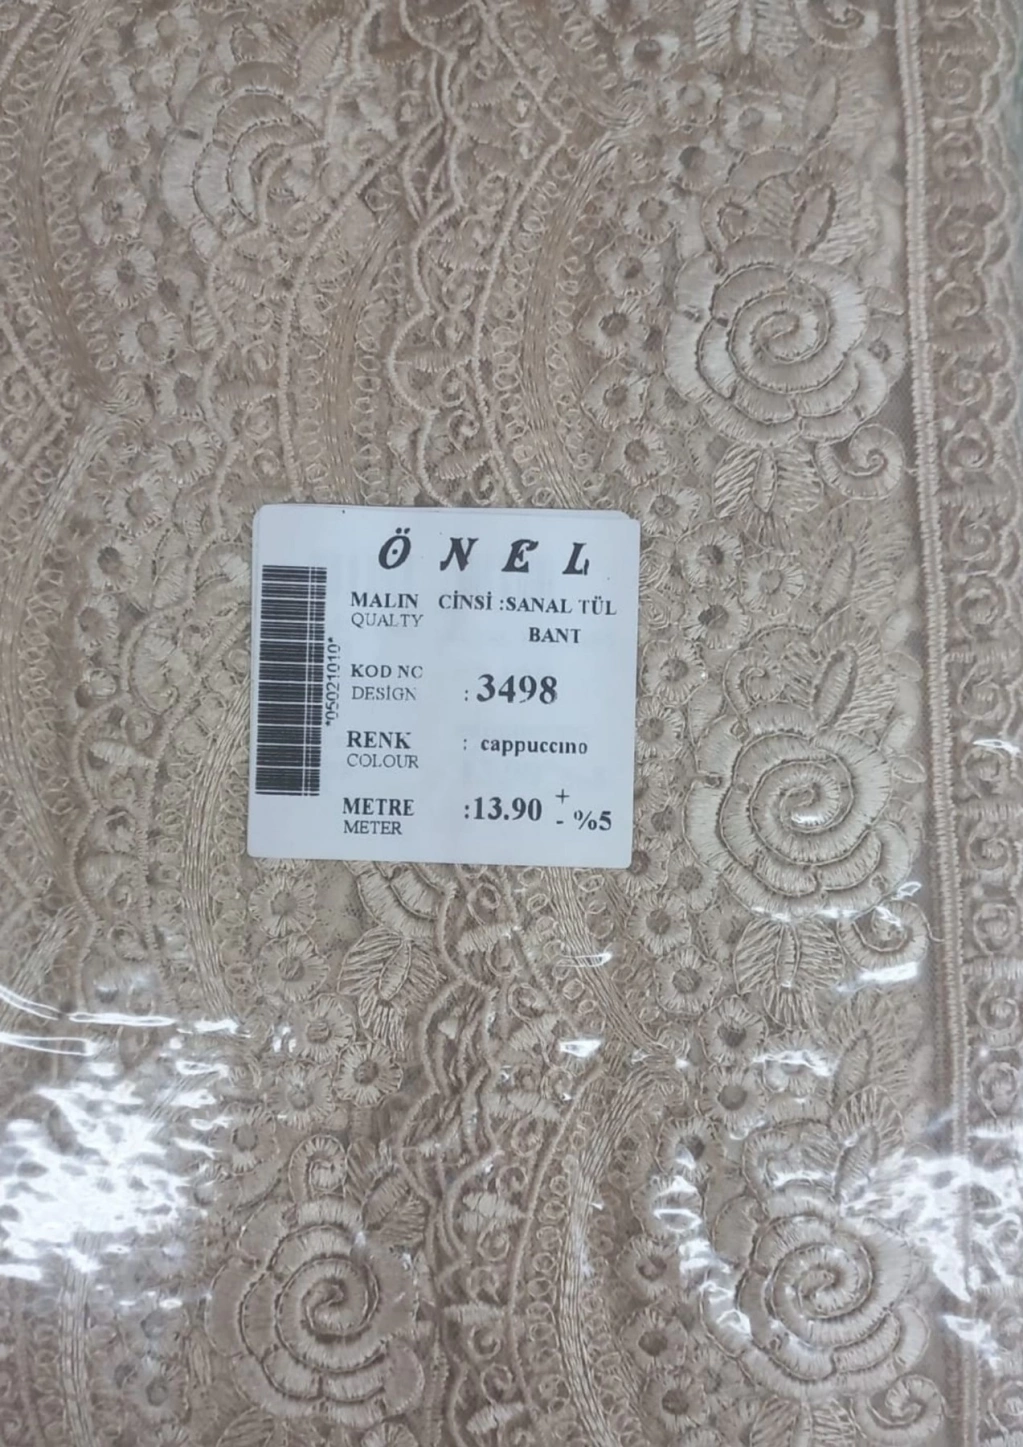 ÖNEL
MALIN CİNSİ :SANAL TÜL
QUALTY BANT
KOD NO
DESİGN : 3498
RENK : cappuccino
COLOUR
METRE :13.90 + - %5
METER
*05021010*